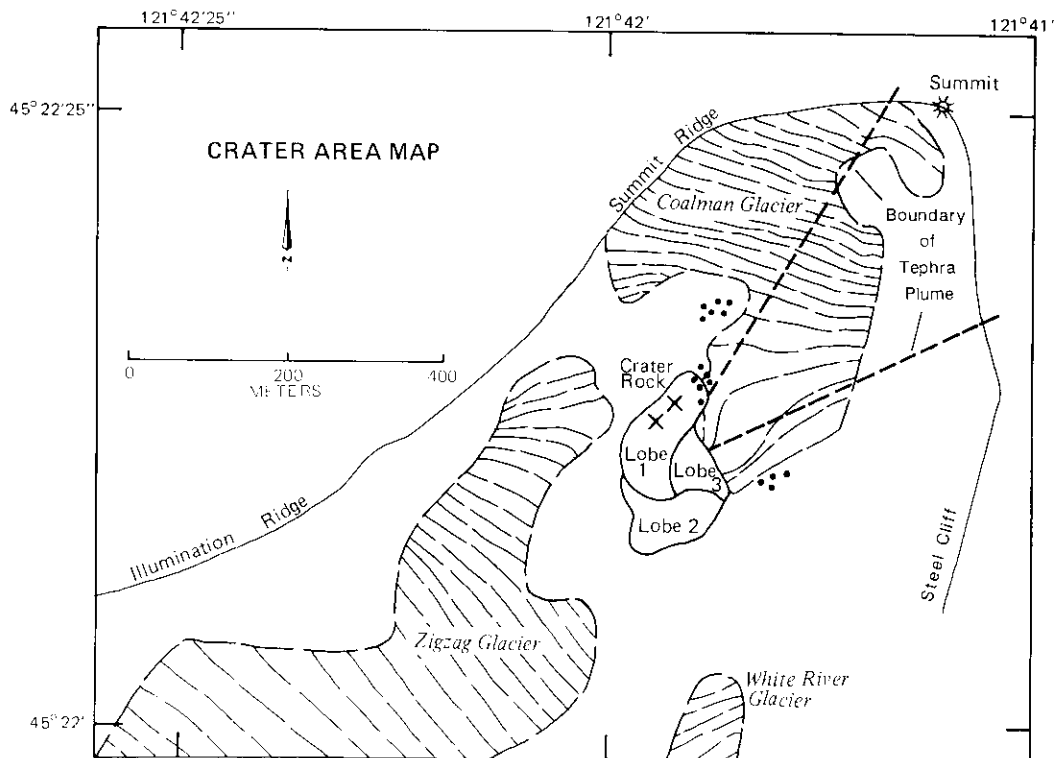 121°42'25"
121°42'
121°41'
45°22'25"
Summit
CRATER AREA MAP
Summit Ridge
Coalman Glacier
Boundary
of
Tephra
Plume
N
Crater
Rock
0 200 400
METERS
Lobe
1
Lobe
3
Lobe 2
Illumination Ridge
Steel Cliff
Zigzag Glacier
White River
Glacier
45°22'